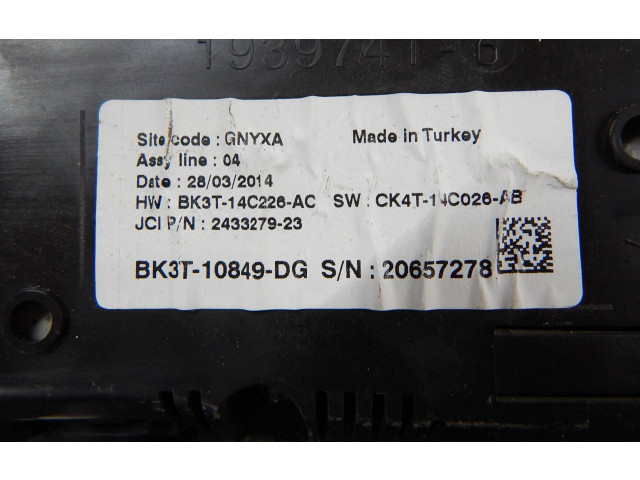 1939741-6
Site code : GNYXA Made in Turkey
Assy line : 04
Date : 28/03/2014
HW : BK3T-14C226-AC SW : CK4T-14C026-AB
JCI P/N : 2433279-23
BK3T-10849-DG S/N : 20657278